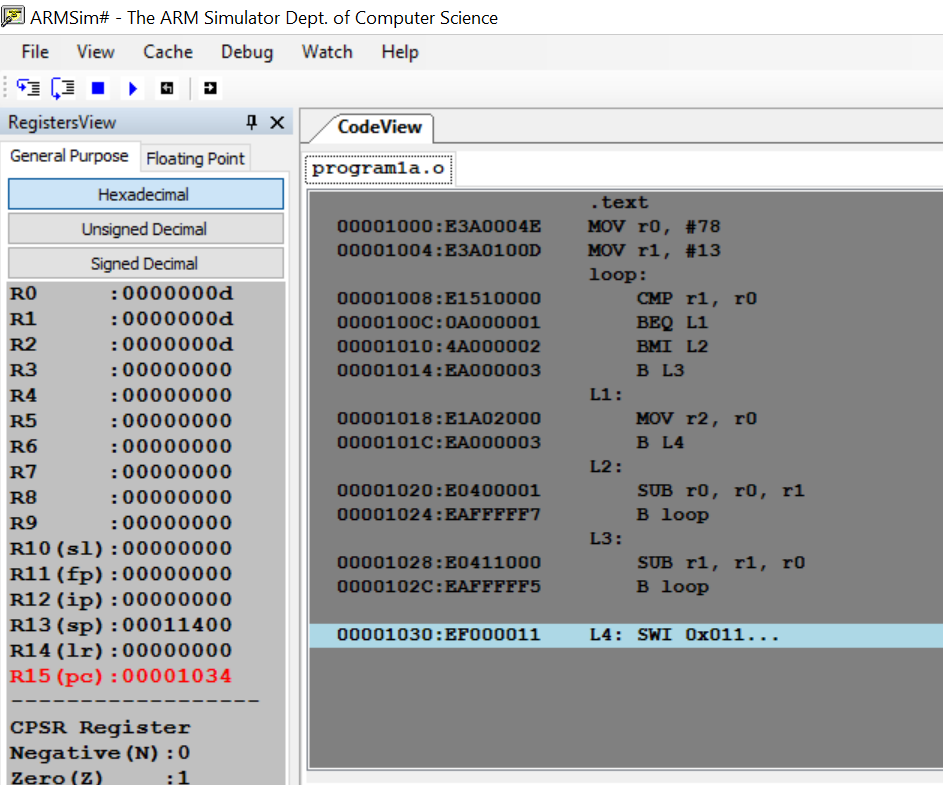 ARMSim# - The ARM Simulator Dept. of Computer Science
File View Cache Debug Watch Help
RegistersView
General Purpose Floating Point
Hexadecimal
Unsigned Decimal
Signed Decimal
R0 :0000000d
R1 :0000000d
R2 :0000000d
R3 :00000000
R4 :00000000
R5 :00000000
R6 :00000000
R7 :00000000
R8 :00000000
R9 :00000000
R10(sl):00000000
R11(fp):00000000
R12(ip):00000000
R13(sp):00011400
R14(lr):00000000
R15(pc):00001034
-------------------
CPSR Register
Negative(N):0
Zero(Z) :1
CodeView
program1a.o
.text
00001000:E3A0004E MOV r0, #78
00001004:E3A0100D MOV r1, #13
loop:
00001008:E1510000 CMP r1, r0
0000100C:0A000001 BEQ L1
00001010:4A000002 BMI L2
00001014:EA000003 B L3
L1:
00001018:E1A02000 MOV r2, r0
0000101C:EA000003 B L4
L2:
00001020:E0400001 SUB r0, r0, r1
00001024:EAFFFFF7 B loop
L3:
00001028:E0411000 SUB r1, r1, r0
0000102C:EAFFFFF5 B loop
00001030:EF000011 L4: SWI 0x011...